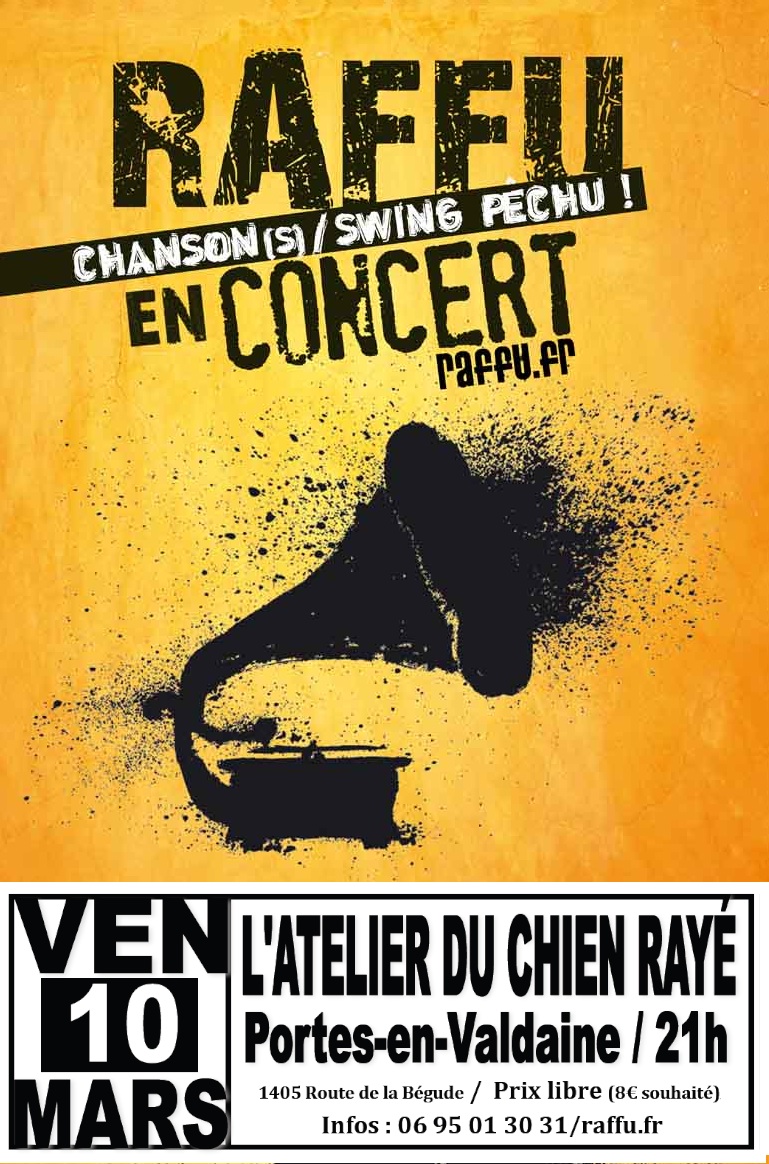 RAFFU
CHANSON(S) / SWING PÊCHU !
EN CONCERT
raffu.fr
VEN
10
MARS
L'ATELIER DU CHIEN RAYÉ
Portes-en-Valdaine / 21h
1405 Route de la Bégude / Prix libre (8€ souhaité)
Infos : 06 95 01 30 31/raffu.fr